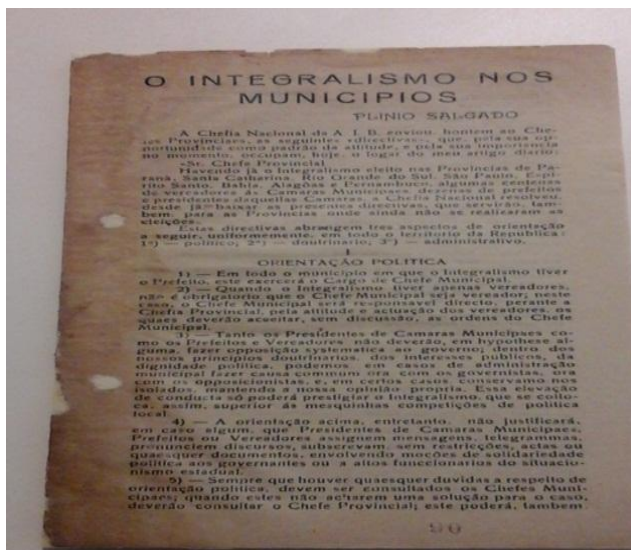 O INTEGRALISMO NOS
MUNICIPIOS
PLINIO SALGADO
A Chefia Nacional da A. I. B. enviou, hontem ao Che-
fes Provinciaes, as seguintes «directivas», que, pela sua op-
portunidade como padrão da attitude, e pela sua importancia
no momento, occupam, hoje, o logar do meu artigo diario:
«Sr. Chefe Provincial
Havendo já o Integralismo eleito nas Provincias de Pa-
raná, Santa Catharina, Rio Grande do Sul, São Paulo, Espi-
rito Santo, Bahia, Alagôas e Pernambuco, algumas centenas
de vereadores ás Camaras Municipaes, dezenas de prefeitos
e presidentes daquellas Camaras, a Chefia Nacional resolveu,
desde já baixar as presentes directivas, que servirão, tam-
bem, para as Provincias onde ainda não se realizaram as
eleições.
Estas directivas abrangem tres aspectos de orientação
a seguir, uniformemente, em todo o territorio da Republica:
1º) — politico; 2º) — doutrinario; 3º) — administrativo.
I
ORIENTAÇÃO POLITICA
1) — Em todo o municipio em que o Integralismo tiver
o Prefeito, este exercerá o Cargo de Chefe Municipal.
2) — Quando o Integralismo tiver apenas vereadores,
não é obrigatorio que o Chefe Municipal seja vereador; neste
caso, o Chefe Municipal será responsavel directo, perante a
Chefia Provincial, pela attitude e actuação dos vereadores, os
quaes deverão acceitar, sem discussão, as ordens do Chefe
Municipal.
3) — Tanto os Presidentes de Camaras Municipaes co-
mo os Prefeitos e Vereadores não deverão, em hypothese al-
guma, fazer opposição systematica ao governo; dentro dos
nossos principios doutrinarios, dos interesses publicos, da
dignidade politica, podemos em casos de administração
municipal fazer causa commum ora com os governistas, ora
com os opposicionistas, e, em certos casos conservamo-nos
isolados, mantendo a nossa opinião propria. Essa elevação
de conducta só poderá prestigiar o Integralismo, que se collo-
ca, assim, superior ás mesquinhas competições de politica
local.
4) — A orientação acima, entretanto, não justificará,
em caso algum, que Presidentes de Camaras Municipaes,
Prefeitos ou Vereadores assignem mensagens, telegrammas,
pronunciem discursos, subscrevam, sem restricções, actas ou
quaesquer documentos, envolvendo moções de solidariedade
politica aos governantes ou a altos funccionarios do situacio-
nismo estadual.
5) — Sempre que houver quaesquer duvidas a respeito de
orientação politica, devem ser consultados os Chefes Muni-
cipaes; quando estes não acharem uma solução para o caso,
deverão consultar o Chefe Provincial; este poderá, tambem